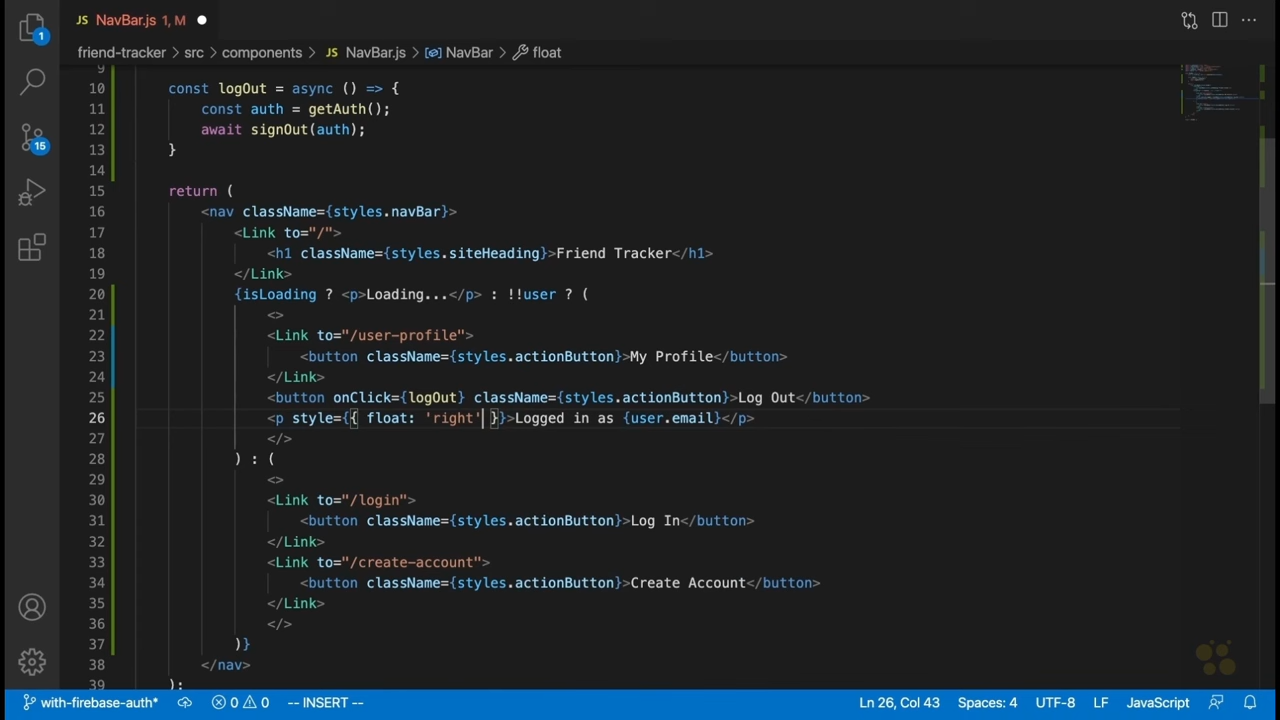 JS NavBar.js 1, M
friend-tracker > src > components > JS NavBar.js > NavBar > float
1
15
9
10 const logOut = async () => {
11 const auth = getAuth();
12 await signOut(auth);
13 }
14
15 return (
16 <nav className={styles.navBar}>
17 <Link to="/">
18 <h1 className={styles.siteHeading}>Friend Tracker</h1>
19 </Link>
20 {isLoading ? <p>Loading...</p> : !!user ? (
21 <>
22 <Link to="/user-profile">
23 <button className={styles.actionButton}>My Profile</button>
24 </Link>
25 <button onClick={logOut} className={styles.actionButton}>Log Out</button>
26 <p style={{ float: 'right' }}>Logged in as {user.email}</p>
27 </>
28 ) : (
29 <>
30 <Link to="/login">
31 <button className={styles.actionButton}>Log In</button>
32 </Link>
33 <Link to="/create-account">
34 <button className={styles.actionButton}>Create Account</button>
35 </Link>
36 </>
37 )}
38 </nav>
39 );
with-firebase-auth* 0 0 -- INSERT -- Ln 26, Col 43 Spaces: 4 UTF-8 LF JavaScript